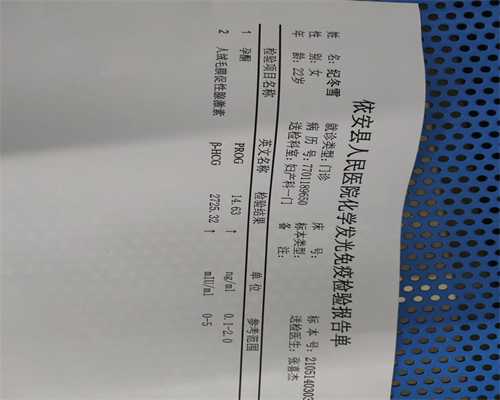 依安县人民医院化学发光免疫检验报告单
姓 名: 纪冬雪 就诊类型: 门诊 床 号: 标 本 号: 210514030
性 别: 女 病 历 号: 7701189650 标本类型: 送检医生: 张喜杰
年 龄: 22岁 送检科室: 妇产科一门 备 注:
检验项目名称 英文名称 检验结果 单 位 参考范围
1 孕酮 PROG 14.63 ↑ ng/ml 0.1-2.0
2 人绒毛膜促性腺激素 β-HCG 2725.32 ↑ mIU/ml 0-5